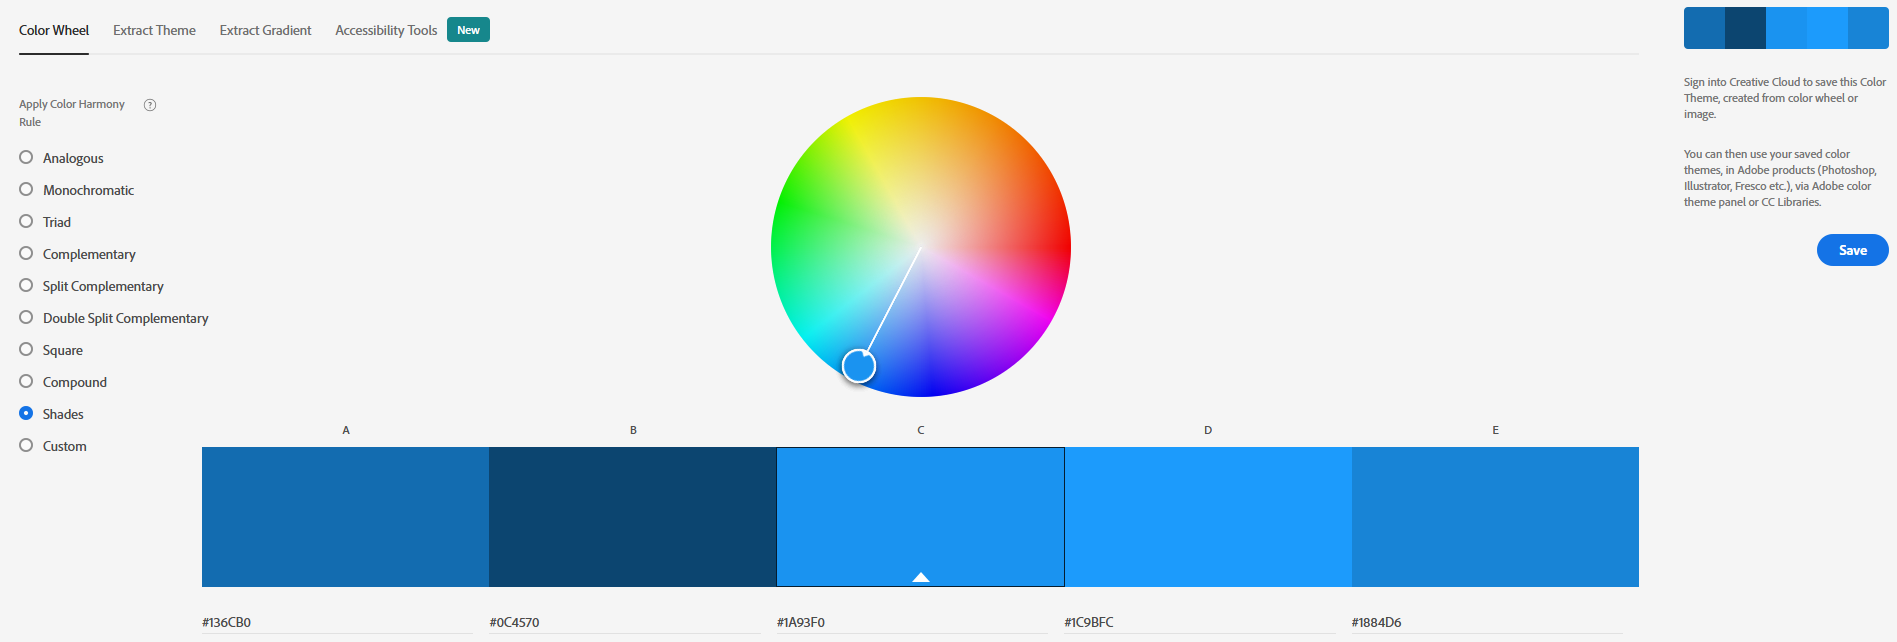 Color Wheel
Extract Theme
Extract Gradient
Accessibility Tools
New
Apply Color Harmony
Rule
?
Analogous
Monochromatic
Triad
Complementary
Split Complementary
Double Split Complementary
Square
Compound
Shades
Custom
A
B
C
D
E
#136CB0
#0C4570
#1A93F0
#1C9BFC
#1884D6
Sign into Creative Cloud to save this Color
Theme, created from color wheel or
image.
You can then use your saved color
themes, in Adobe products (Photoshop,
Illustrator, Fresco etc.), via Adobe color
theme panel or CC Libraries.
Save